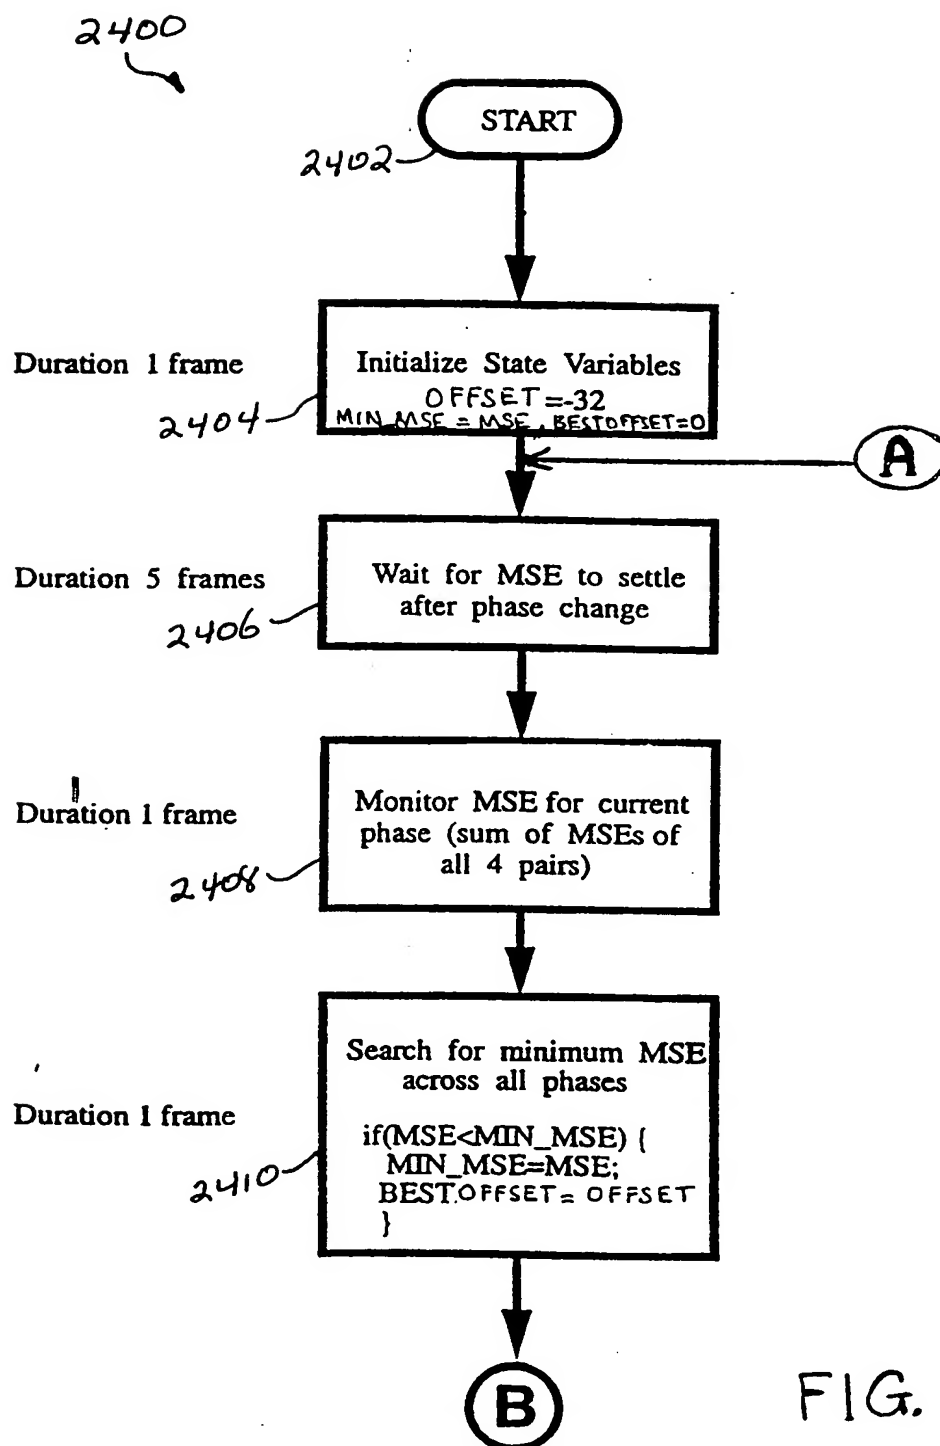 2400
START
2402
Duration 1 frame
Initialize State Variables
OFFSET=-32
MIN_MSE = MSE, BESTOFFSET=0
2404
A
Duration 5 frames
Wait for MSE to settle
after phase change
2406
Duration 1 frame
Monitor MSE for current
phase (sum of MSEs of
all 4 pairs)
2408
Search for minimum MSE
across all phases
Duration 1 frame
if(MSE<MIN_MSE) {
MIN_MSE=MSE;
BEST.OFFSET = OFFSET
}
2410
B
FIG.